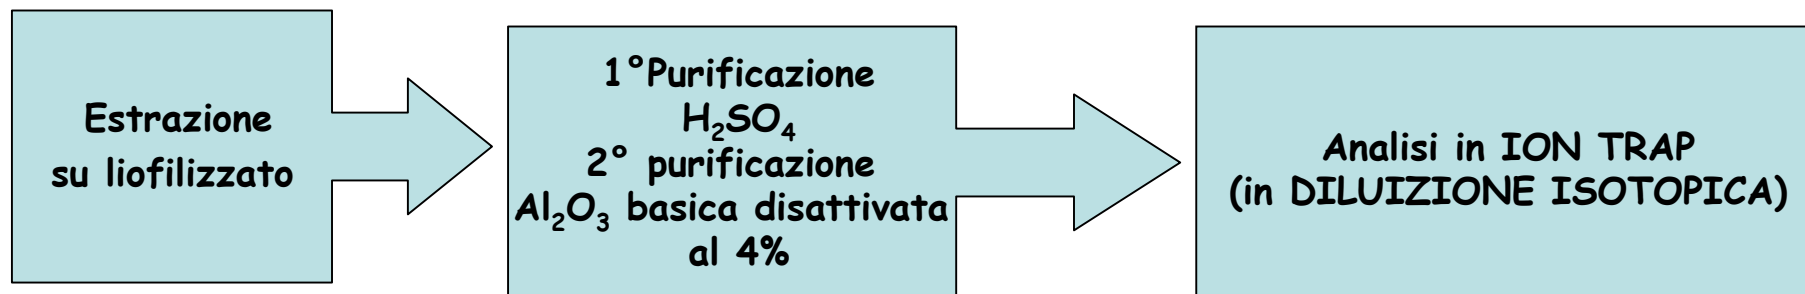 Estrazione
su liofilizzato
1°Purificazione
H₂SO₄
2° purificazione
Al₂O₃ basica disattivata
al 4%
Analisi in ION TRAP
(in DILUIZIONE ISOTOPICA)